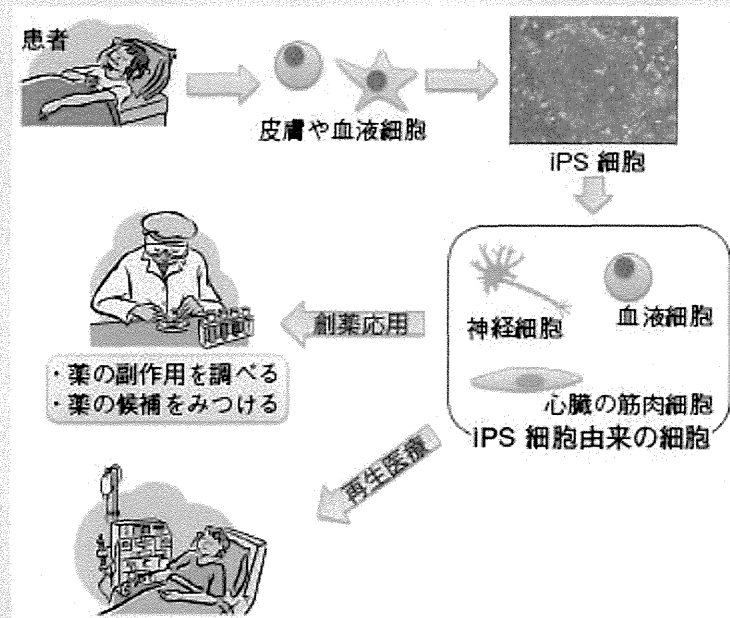 患者
皮膚や血液細胞
iPS 細胞
神経細胞
血液細胞
心臓の筋肉細胞
iPS 細胞由来の細胞
創薬応用
・薬の副作用を調べる
・薬の候補をみつける
再生医療